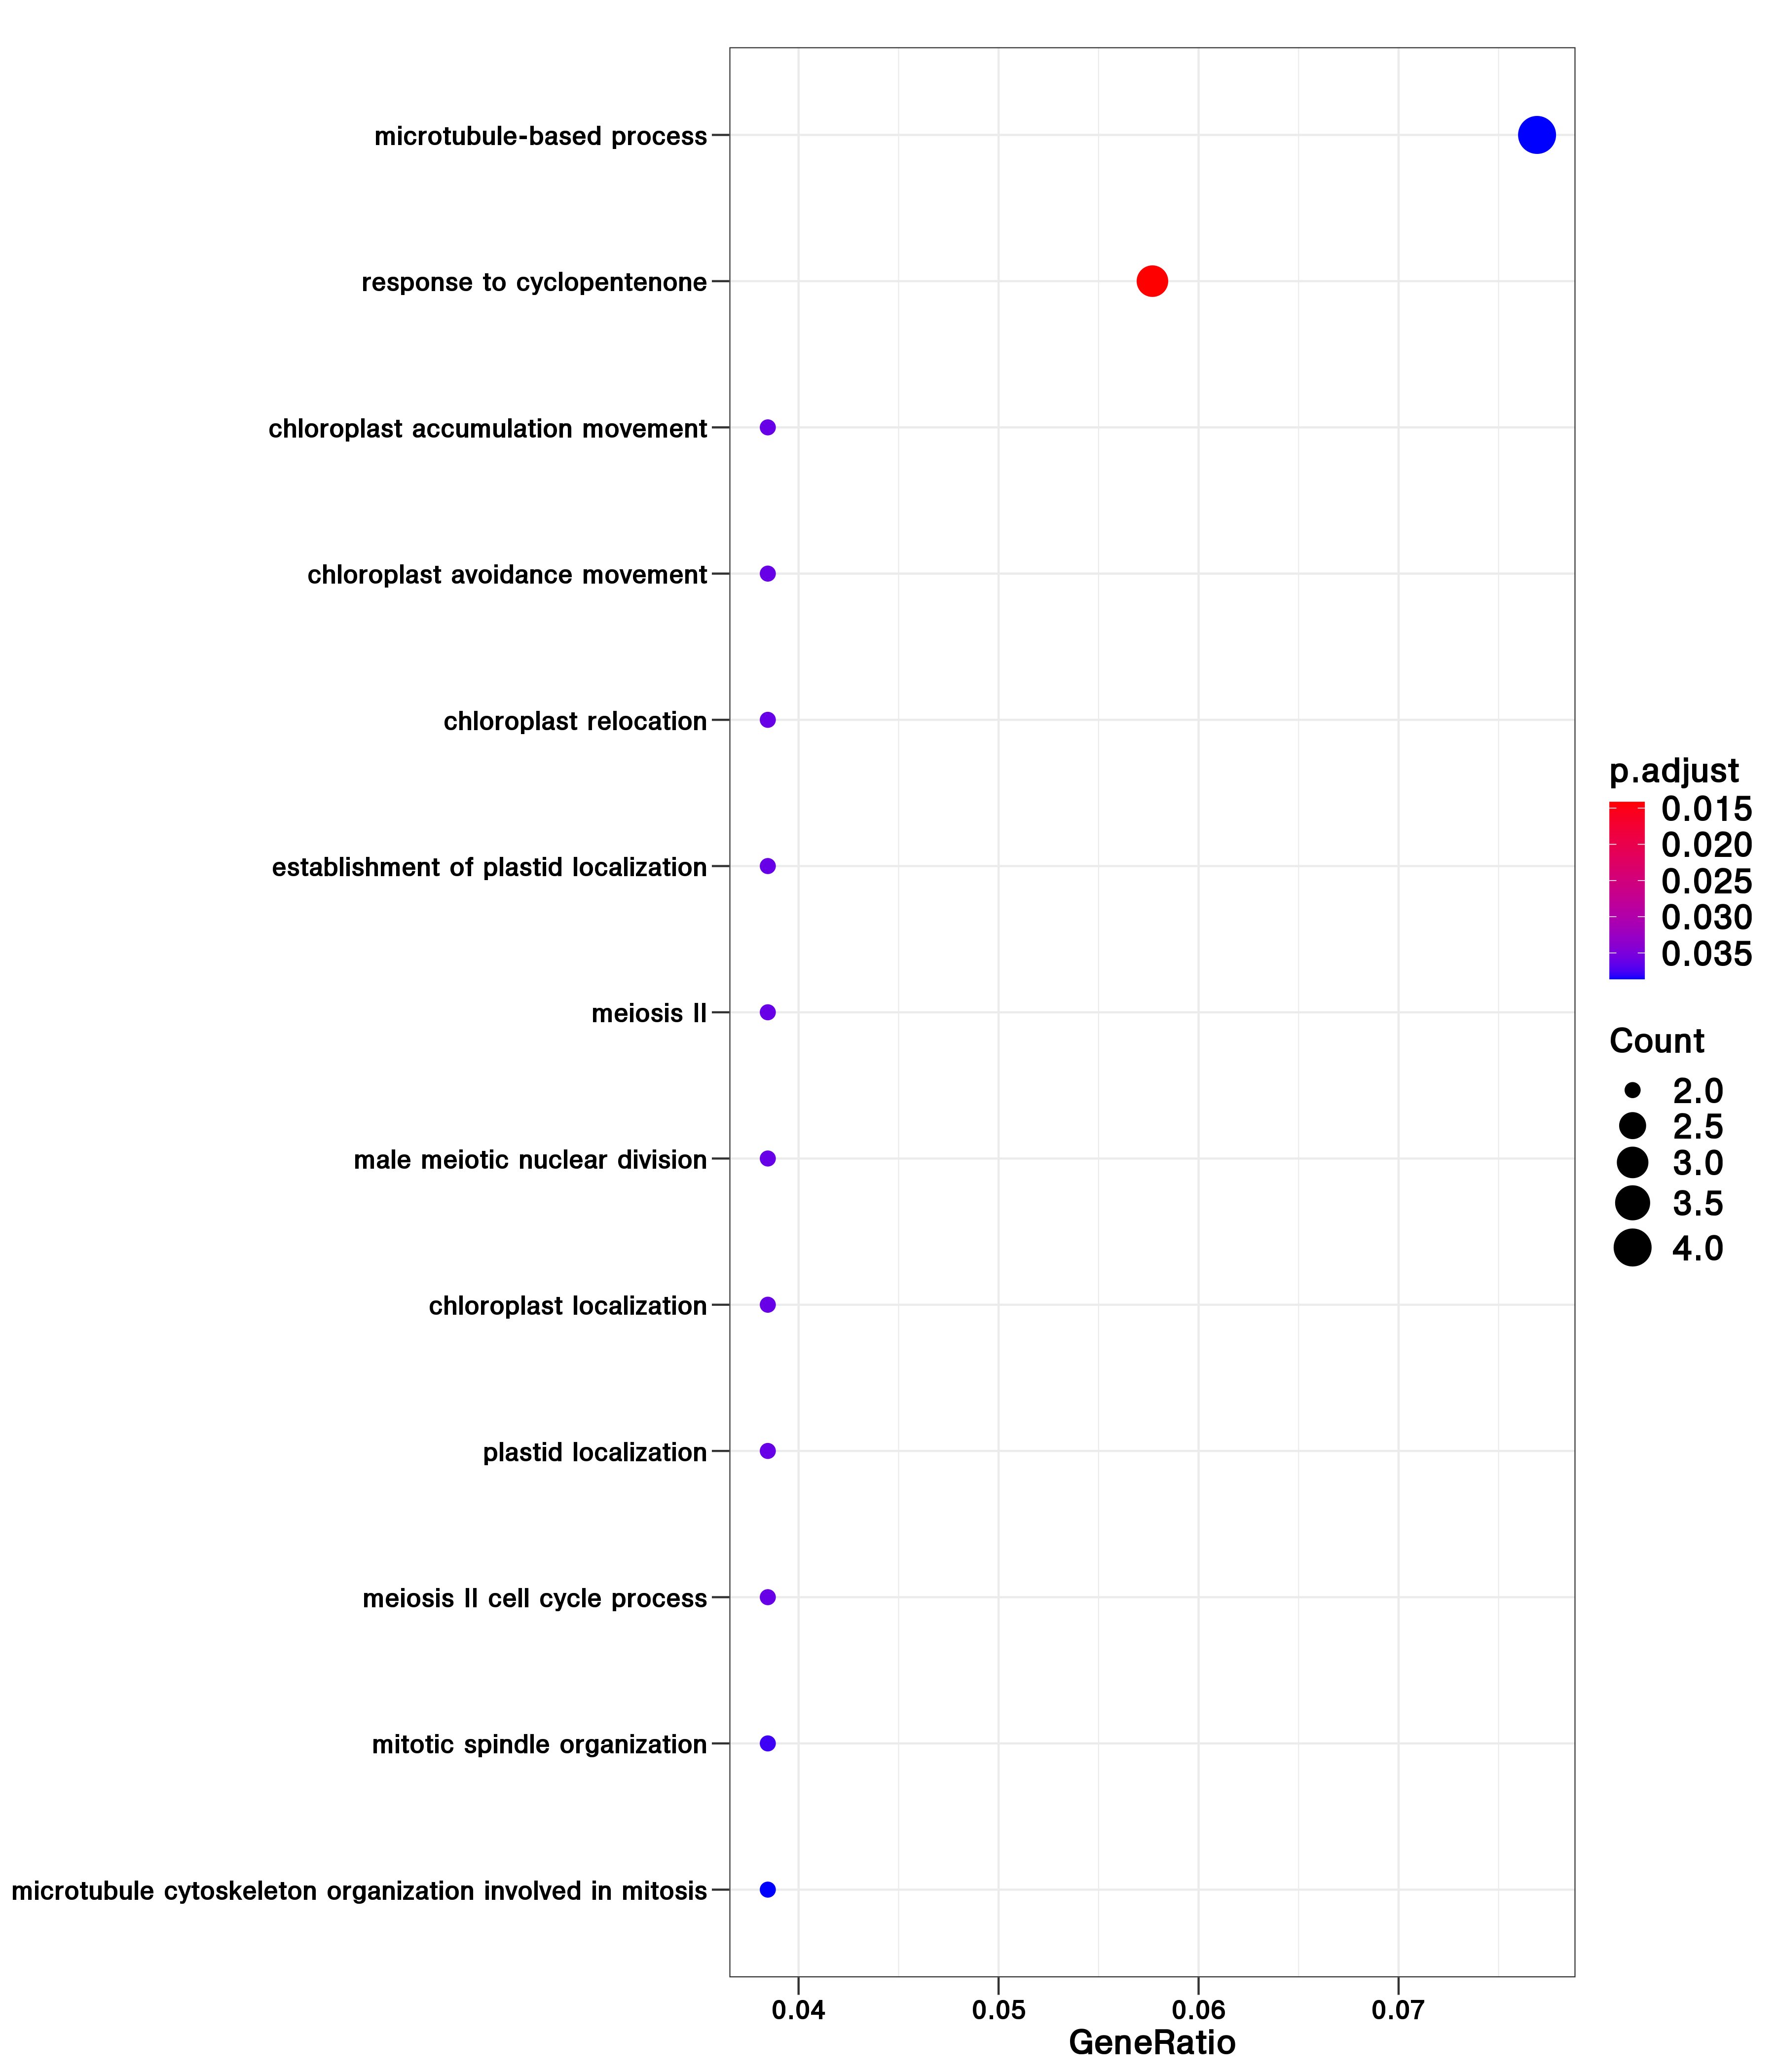 microtubule-based process
response to cyclopentenone
chloroplast accumulation movement
chloroplast avoidance movement
chloroplast relocation
establishment of plastid localization
meiosis II
male meiotic nuclear division
chloroplast localization
plastid localization
meiosis II cell cycle process
mitotic spindle organization
microtubule cytoskeleton organization involved in mitosis
0.04 0.05 0.06 0.07
GeneRatio
p.adjust
0.015
0.020
0.025
0.030
0.035
Count
2.0
2.5
3.0
3.5
4.0